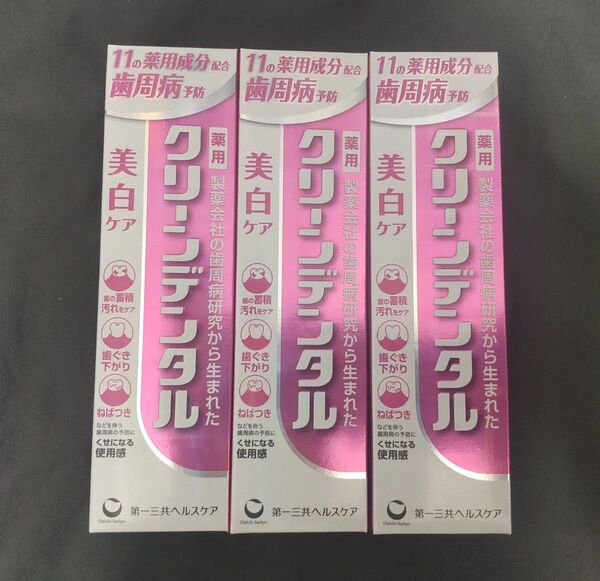 11の薬用成分配合
歯周病予防
薬用
クリーンデンタル
製薬会社の歯周病研究から生まれた
美白ケア
歯の蓄積
汚れをケア
歯ぐき
下がり
ねばつき
などを伴う
歯周病の予防に
くせになる
使用感
Daiichi-Sankyo
第一三共ヘルスケア
11の薬用成分配合
歯周病予防
薬用
クリーンデンタル
製薬会社の歯周病研究から生まれた
美白ケア
歯の蓄積
汚れをケア
歯ぐき
下がり
ねばつき
などを伴う
歯周病の予防に
くせになる
使用感
Daiichi-Sankyo
第一三共ヘルスケア
11の薬用成分配合
歯周病予防
薬用
クリーンデンタル
製薬会社の歯周病研究から生まれた
美白ケア
歯の蓄積
汚れをケア
歯ぐき
下がり
ねばつき
などを伴う
歯周病の予防に
くせになる
使用感
Daiichi-Sankyo
第一三共ヘルスケア